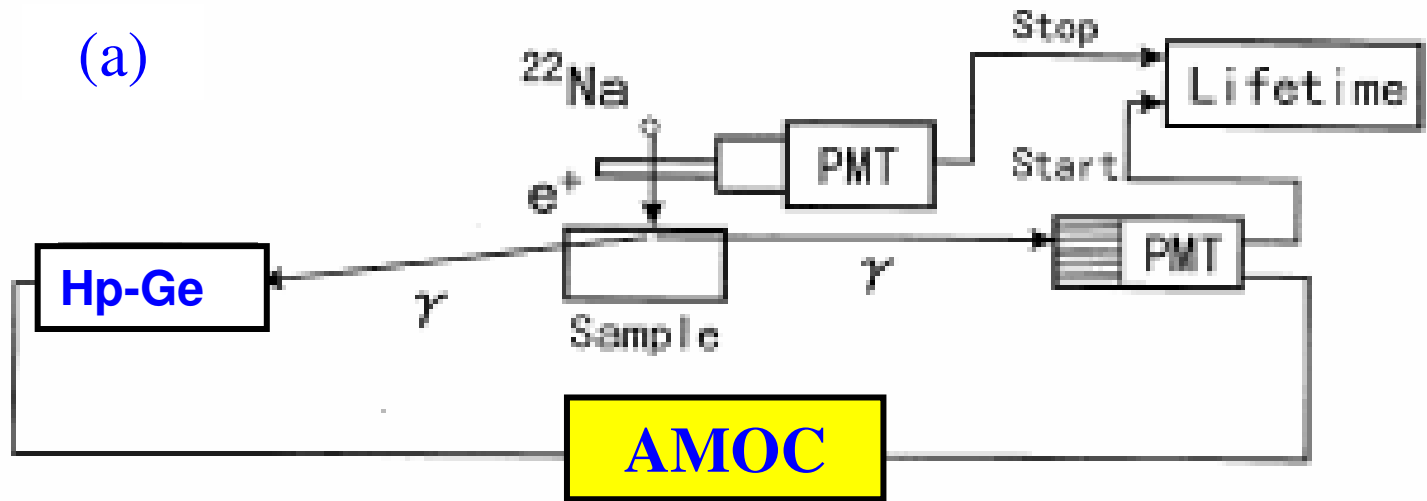 (a)
Stop
²²Na
Lifetime
PMT
Start
e⁺
Hp-Ge
γ
γ
PMT
Sample
AMOC